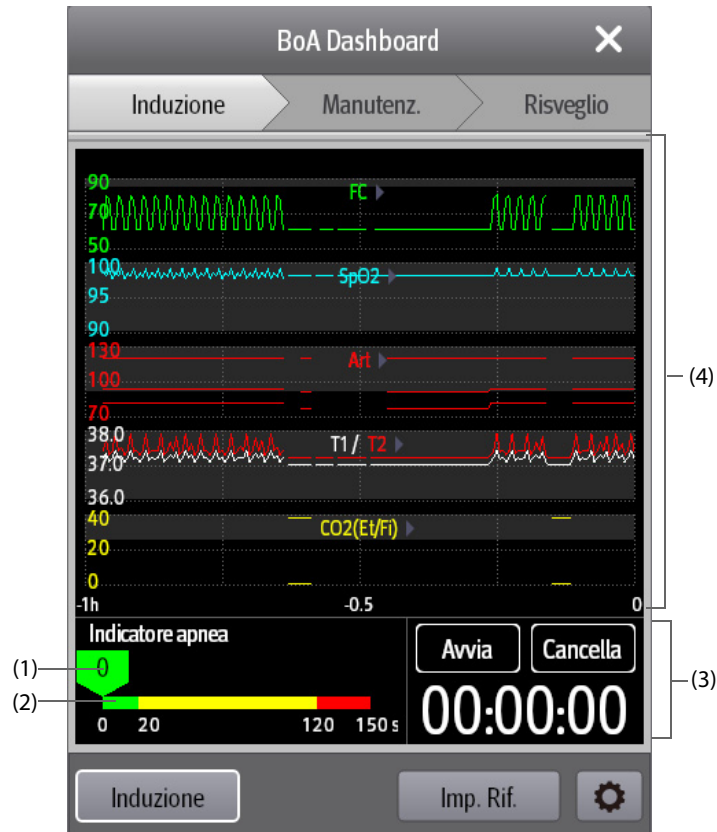 BoA Dashboard
Induzione Manutenz. Risveglio
90
FC
70
50
100
SpO2
95
90
130
Art
100
70
38.0
T1/ T2
37.0
36.0
40
CO2(Et/Fi)
20
0
-1h -0.5 0
(4)
Indicatore apnea
Avvia Cancella
(1) 0
(2)
(3)
00:00:00
0 20 120 150 s
Induzione Imp. Rif.